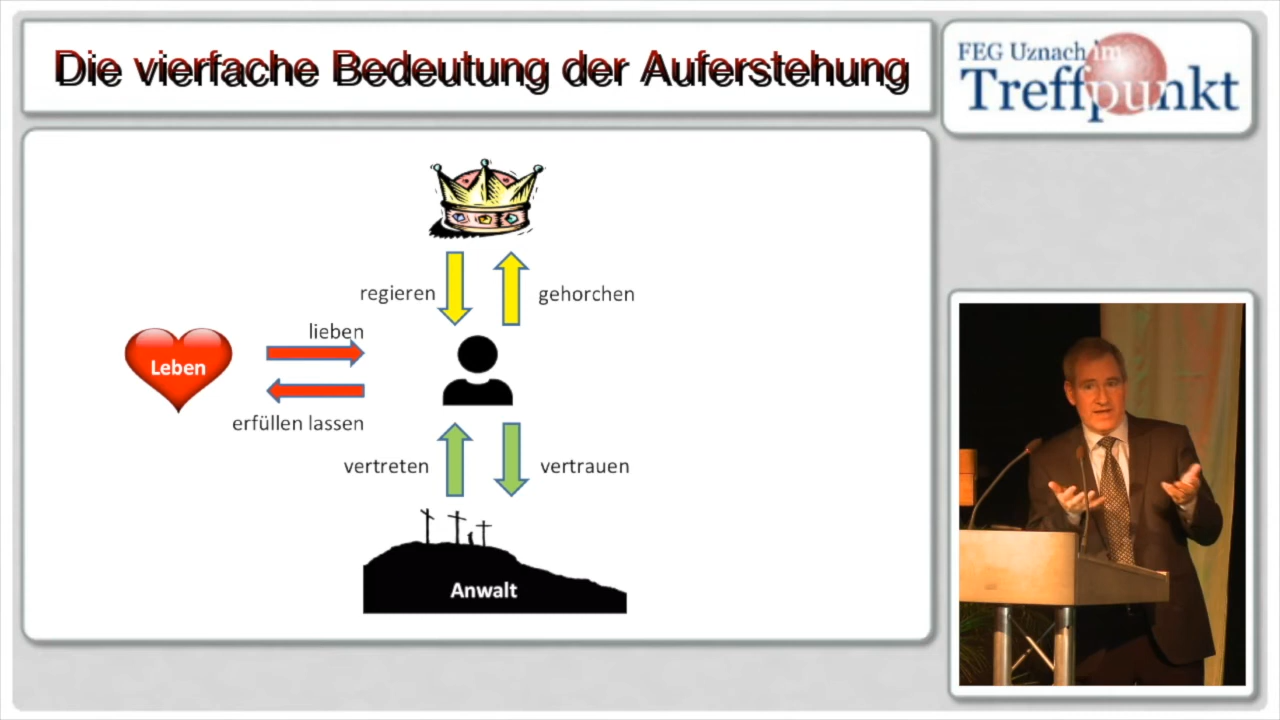 Die vierfache Bedeutung der Auferstehung
FEG Uznach im
Treffpunkt
regieren
gehorchen
lieben
Leben
erfüllen lassen
vertreten
vertrauen
Anwalt